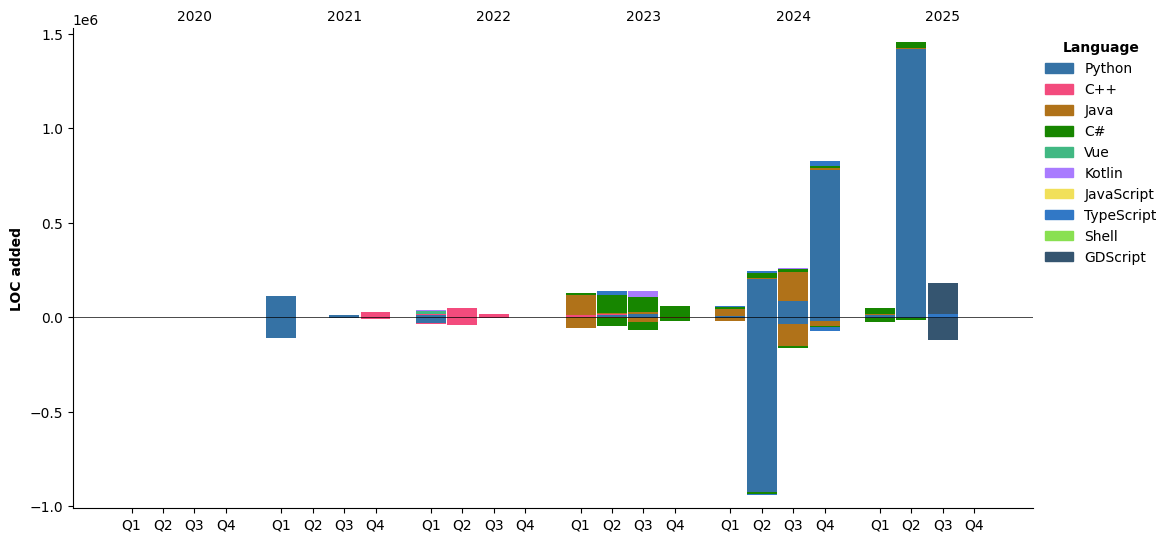 1e6
2020 2021 2022 2023 2024 2025
LOC added
1.5
1.0
0.5
0.0
−0.5
−1.0
Q1 Q2 Q3 Q4 Q1 Q2 Q3 Q4 Q1 Q2 Q3 Q4 Q1 Q2 Q3 Q4 Q1 Q2 Q3 Q4 Q1 Q2 Q3 Q4
Language
Python
C++
Java
C#
Vue
Kotlin
JavaScript
TypeScript
Shell
GDScript